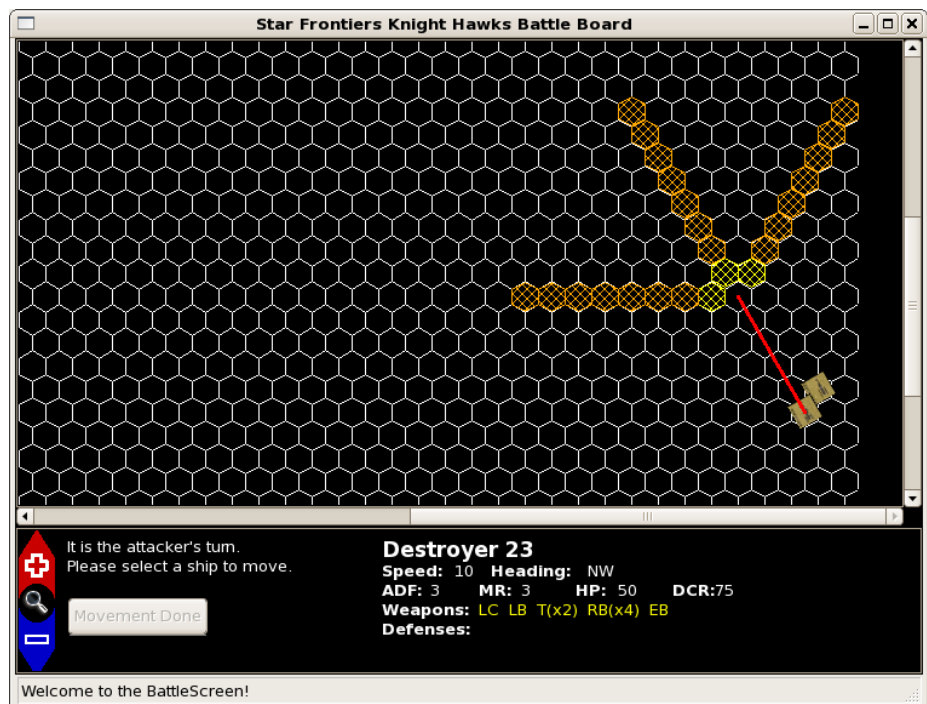 Star Frontiers Knight Hawks Battle Board
It is the attacker's turn.
Please select a ship to move.
Movement Done
Destroyer 23
Speed: 10 Heading: NW
ADF: 3 MR: 3 HP: 50 DCR:75
Weapons: LC LB T(x2) RB(x4) EB
Defenses:
Welcome to the BattleScreen!